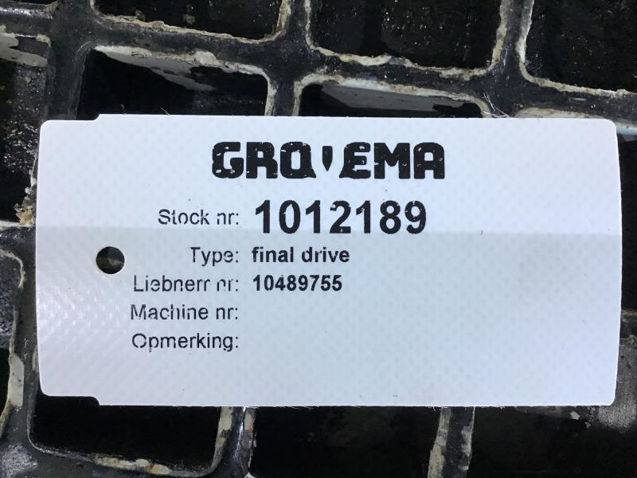 GROVEMA
Stock nr: 1012189
Type: final drive
Liebherr nr: 10489755
Machine nr:
Opmerking: